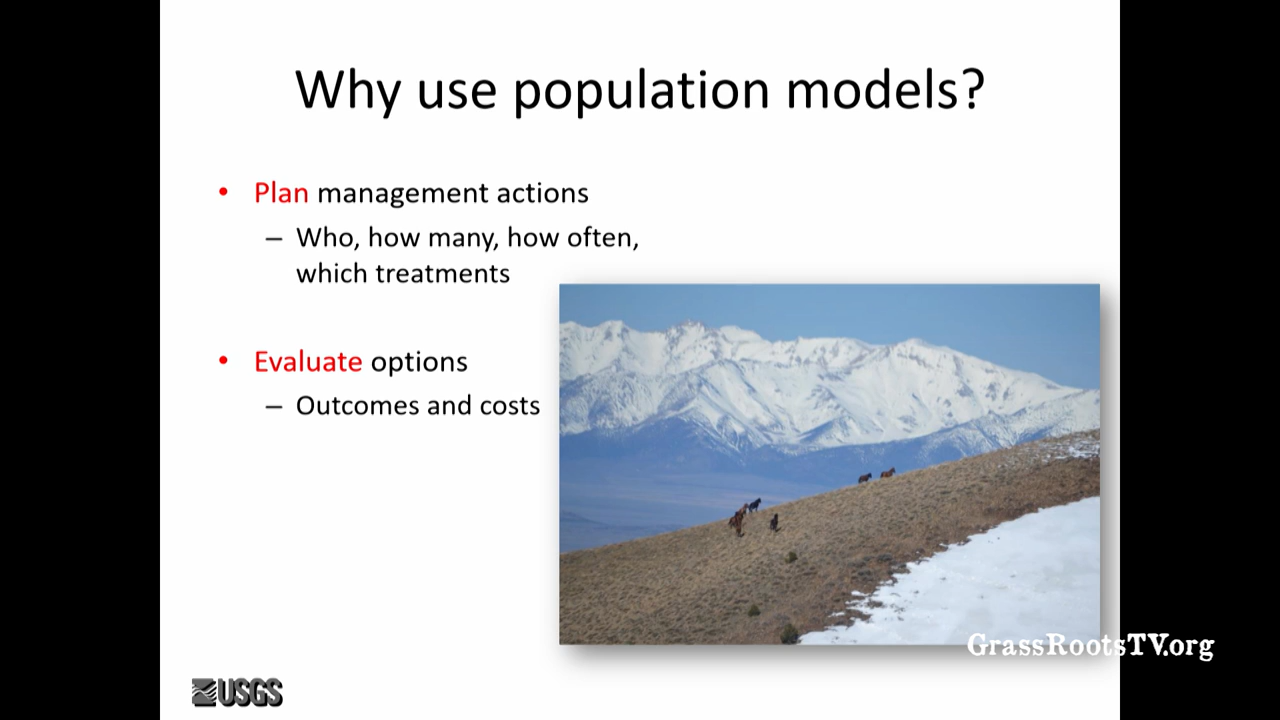 Why use population models?
• Plan management actions
– Who, how many, how often,
which treatments
• Evaluate options
– Outcomes and costs
GrassRootsTV.org
USGS